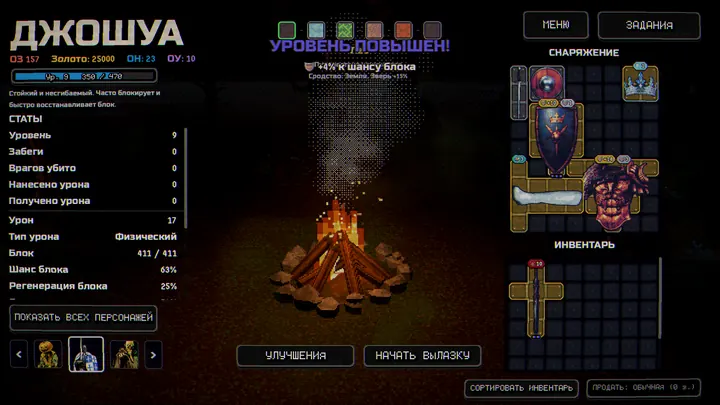 ДЖОШУА
ОЗ 157 Золото: 25000 ОН: 23 ОУ: 10
Ур. 9 350 / 470
Стойкий и несгибаемый. Часто блокирует и
быстро восстанавливает блок.
СТАТЫ
Уровень 9
Забеги 0
Врагов убито 0
Нанесено урона 0
Получено урона 0
Урон 17
Тип урона Физический
Блок 411 / 411
Шанс блока 63%
Регенерация блока 25%
ПОКАЗАТЬ ВСЕХ ПЕРСОНАЖЕЙ
УРОВЕНЬ ПОВЫШЕН!
+4% к шансу блока
Сродство: Земля, Зверь +11%
УЛУЧШЕНИЯ
НАЧАТЬ ВЫЛАЗКУ
МЕНЮ
ЗАДАНИЯ
СНАРЯЖЕНИЕ
ИНВЕНТАРЬ
10
СОРТИРОВАТЬ ИНВЕНТАРЬ
ПРОДАТЬ: ОБЫЧНАЯ (0 з.)